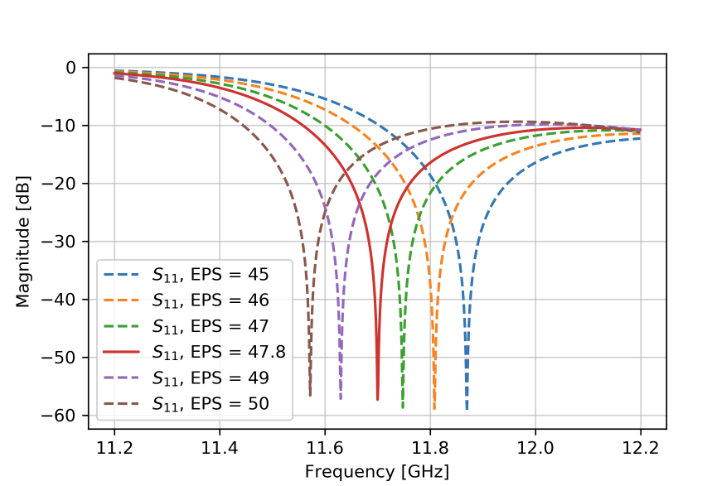 0
−10
−20
−30
−40
−50
−60
Magnitude [dB]
S11, EPS = 45
S11, EPS = 46
S11, EPS = 47
S11, EPS = 47.8
S11, EPS = 49
S11, EPS = 50
11.2 11.4 11.6 11.8 12.0 12.2
Frequency [GHz]